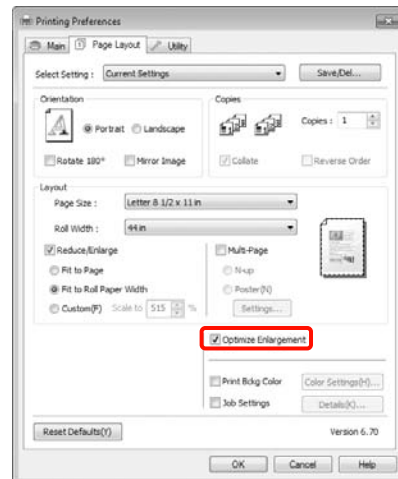 Printing Preferences
Main Page Layout Utility
Select Setting : Current Settings Save/Del...
Orientation Copies
Portrait Landscape Copies : 1
Rotate 180° Mirror Image Collate Reverse Order
Layout
Page Size : Letter 8 1/2 x 11 in
Roll Width : 44 in
Reduce/Enlarge Multi-Page
Fit to Page N-up
Fit to Roll Paper Width Poster(N)
Custom(F) Scale to 515 % Settings...
Optimize Enlargement
Print Bckg Color Color Settings(H)...
Job Settings Details(K)...
Reset Defaults(Y) Version 6.70
OK Cancel Help